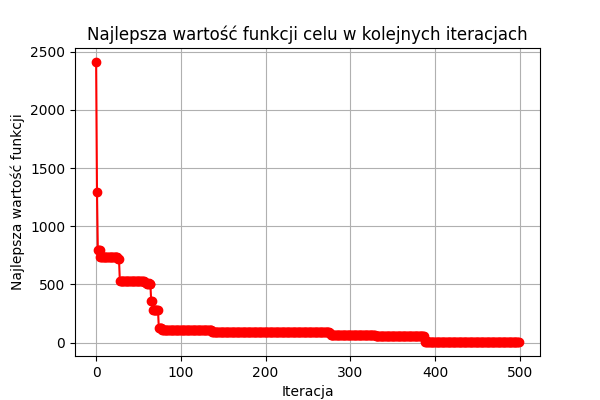 Najlepsza wartość funkcji celu w kolejnych iteracjach
2500
2000
1500
1000
500
0
Najlepsza wartość funkcji
0 100 200 300 400 500
Iteracja